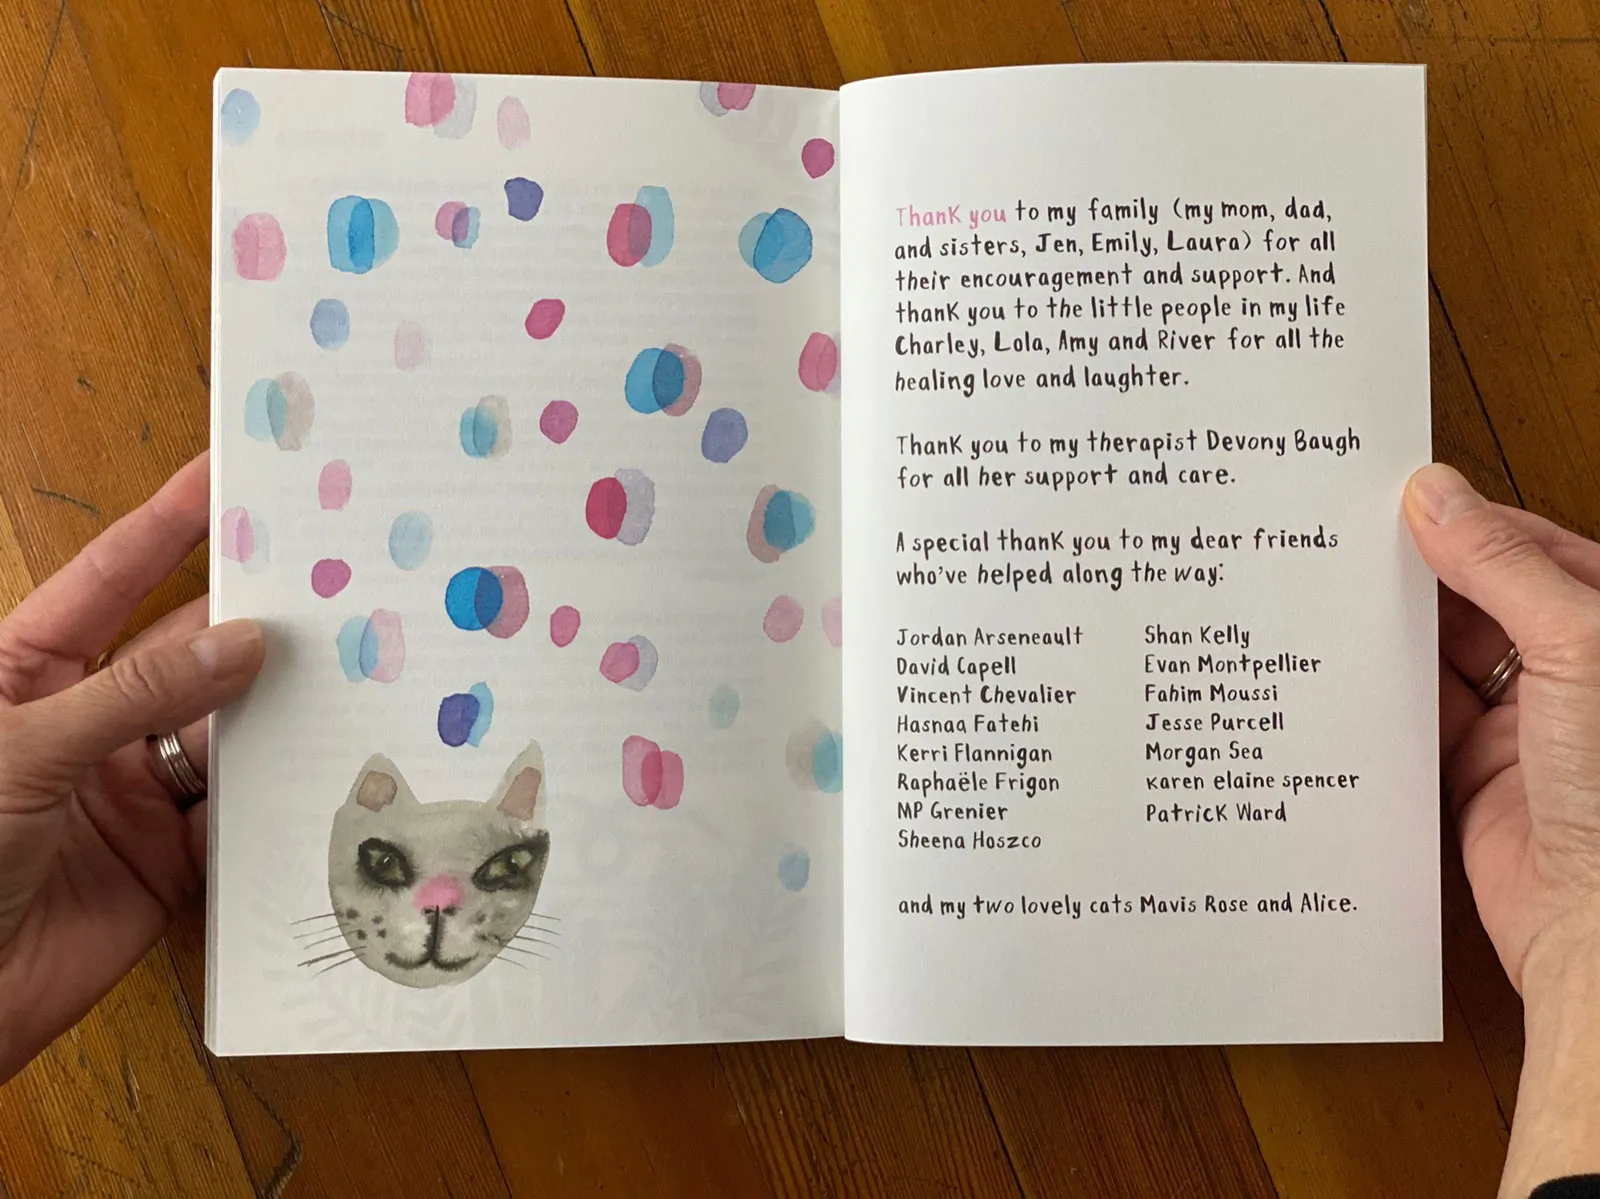 Thank you to my family (my mom, dad,
and sisters, Jen, Emily, Laura) for all
their encouragement and support. And
thank you to the little people in my life
Charley, Lola, Amy and River for all the
healing love and laughter.
Thank you to my therapist Devony Baugh
for all her support and care.
A special thank you to my dear friends
who've helped along the way:
Jordan Arseneault
David Capell
Vincent Chevalier
Hasnaa Fatehi
Kerri Flannigan
Raphaële Frigon
MP Grenier
Sheena Hoszco
Shan Kelly
Evan Montpellier
Fahim Moussi
Jesse Purcell
Morgan Sea
karen elaine spencer
Patrick Ward
and my two lovely cats Mavis Rose and Alice.